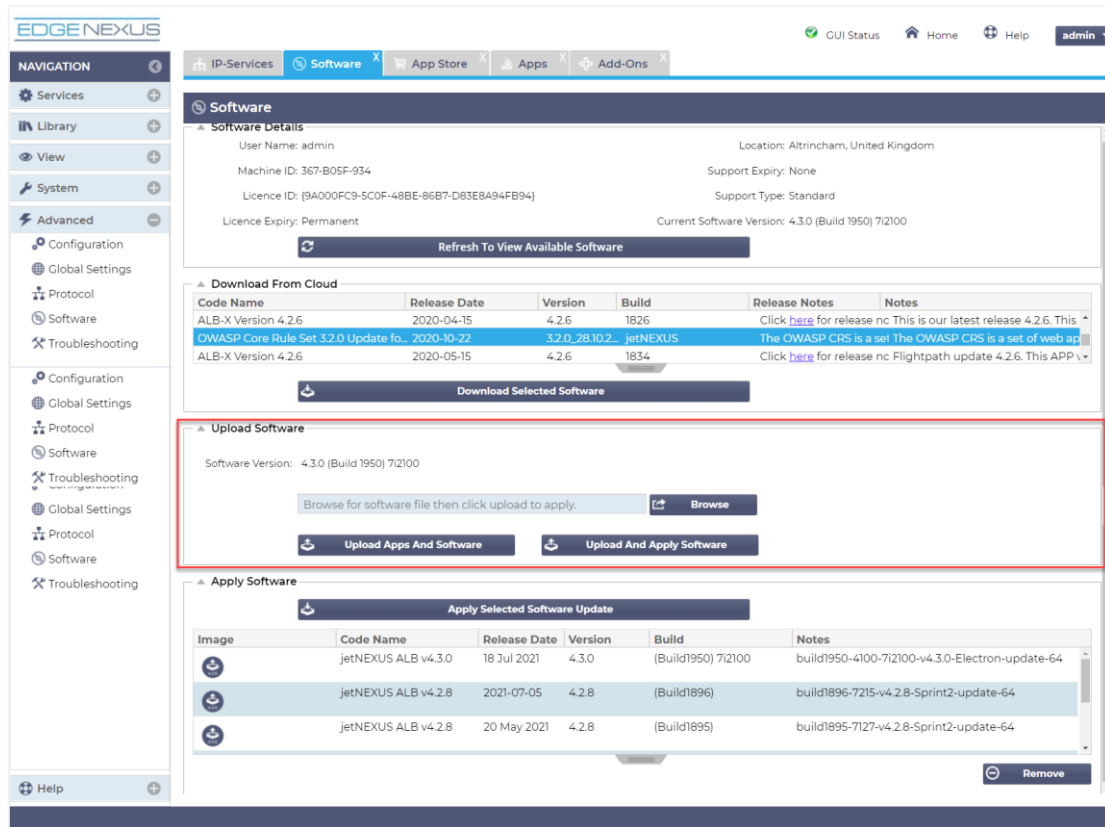 EDGENEXUS
GUI Status Home Help admin
NAVIGATION
IP-Services Software X App Store X Apps X Add-Ons X
Services
Library
View
System
Advanced
Configuration
Global Settings
Protocol
Software
Troubleshooting
Configuration
Global Settings
Protocol
Software
Troubleshooting
Configuration
Global Settings
Protocol
Software
Troubleshooting
Help
Software
Software Details
User Name: admin Location: Altrincham, United Kingdom
Machine ID: 367-B05F-934 Support Expiry: None
Licence ID: {9A000FC9-5C0F-48BE-86B7-D83E8A94FB94} Support Type: Standard
Licence Expiry: Permanent Current Software Version: 4.3.0 (Build 1950) 7i2100
Refresh To View Available Software
Download From Cloud
Code Name Release Date Version Build Release Notes Notes
ALB-X Version 4.2.6 2020-04-15 4.2.6 1826 Click here for release nc This is our latest release 4.2.6. This
OWASP Core Rule Set 3.2.0 Update fo... 2020-10-22 3.2.0_28.10.2... jetNEXUS The OWASP CRS is a set The OWASP CRS is a set of web ap
ALB-X Version 4.2.6 2020-05-15 4.2.6 1834 Click here for release nc Flightpath update 4.2.6. This APP
Download Selected Software
Upload Software
Software Version: 4.3.0 (Build 1950) 7i2100
Browse for software file then click upload to apply. Browse
Upload Apps And Software Upload And Apply Software
Apply Software
Apply Selected Software Update
Image Code Name Release Date Version Build Notes
jetNEXUS ALB v4.3.0 18 Jul 2021 4.3.0 (Build1950) 7i2100 build1950-4100-7i2100-v4.3.0-Electron-update-64
jetNEXUS ALB v4.2.8 2021-07-05 4.2.8 (Build1896) build1896-7215-v4.2.8-Sprint2-update-64
jetNEXUS ALB v4.2.8 20 May 2021 4.2.8 (Build1895) build1895-7127-v4.2.8-Sprint2-update-64
Remove